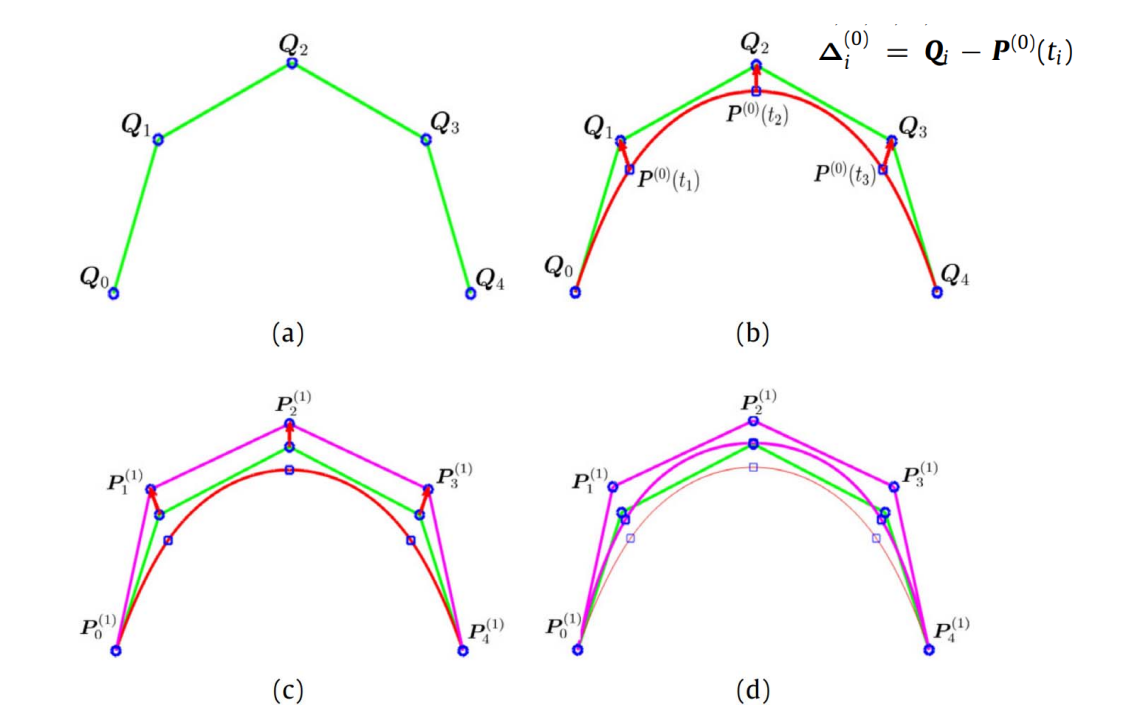 Δ_i^(0) = Q_i − P^(0)(t_i)
Q_2
Q_1
Q_3
Q_0
Q_4
(a)
Q_2
P^(0)(t_2)
Q_1
Q_3
P^(0)(t_1)
P^(0)(t_3)
Q_0
Q_4
(b)
P_2^(1)
P_1^(1)
P_3^(1)
P_0^(1)
P_4^(1)
(c)
P_2^(1)
P_1^(1)
P_3^(1)
P_0^(1)
P_4^(1)
(d)